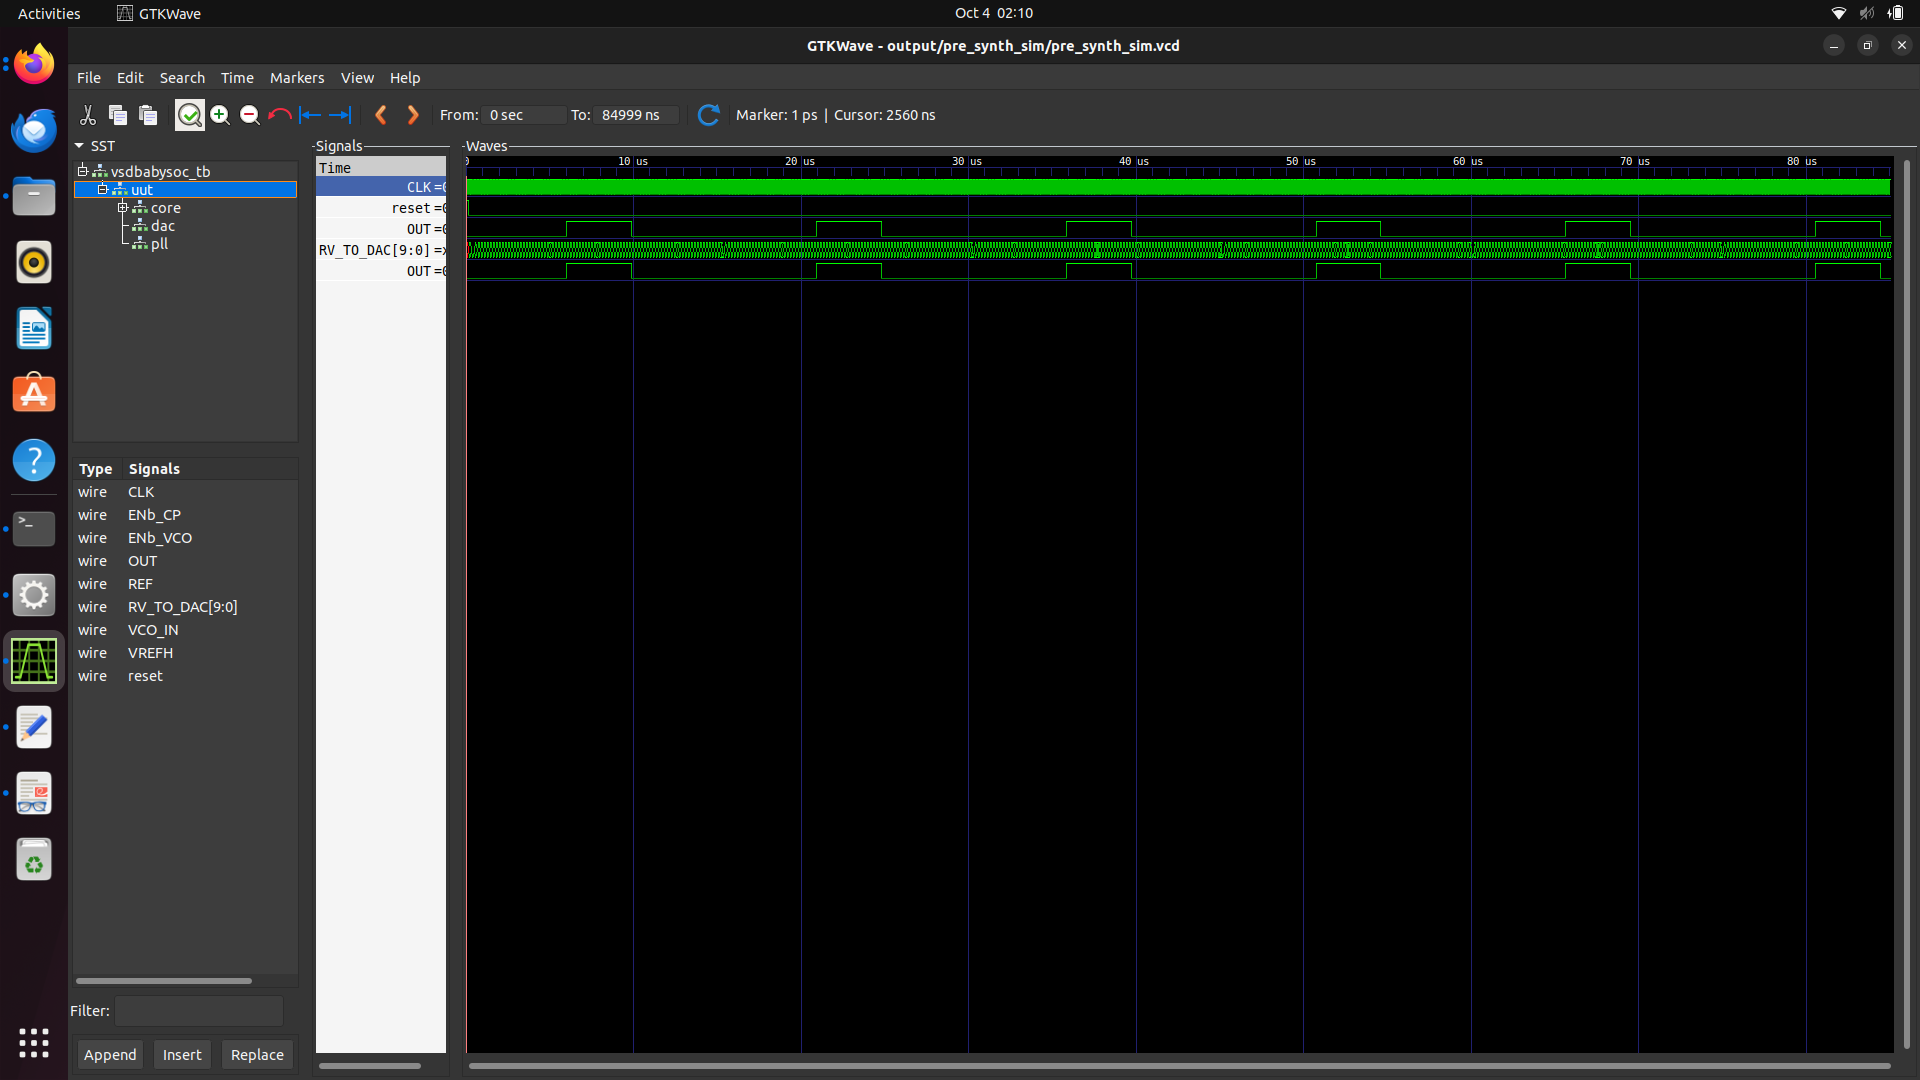 Activities GTKWave Oct 4 02:10
GTKWave - output/pre_synth_sim/pre_synth_sim.vcd
File Edit Search Time Markers View Help
From: 0 sec To: 84999 ns Marker: 1 ps | Cursor: 2560 ns
SST
vsdbabysoc_tb
uut
core
dac
pll
Type Signals
wire CLK
wire ENb_CP
wire ENb_VCO
wire OUT
wire REF
wire RV_TO_DAC[9:0]
wire VCO_IN
wire VREFH
wire reset
Filter:
Append Insert Replace
Signals
Time
CLK =0
reset =0
OUT =0
RV_TO_DAC[9:0] =x
OUT =0
Waves
0 10 us 20 us 30 us 40 us 50 us 60 us 70 us 80 us